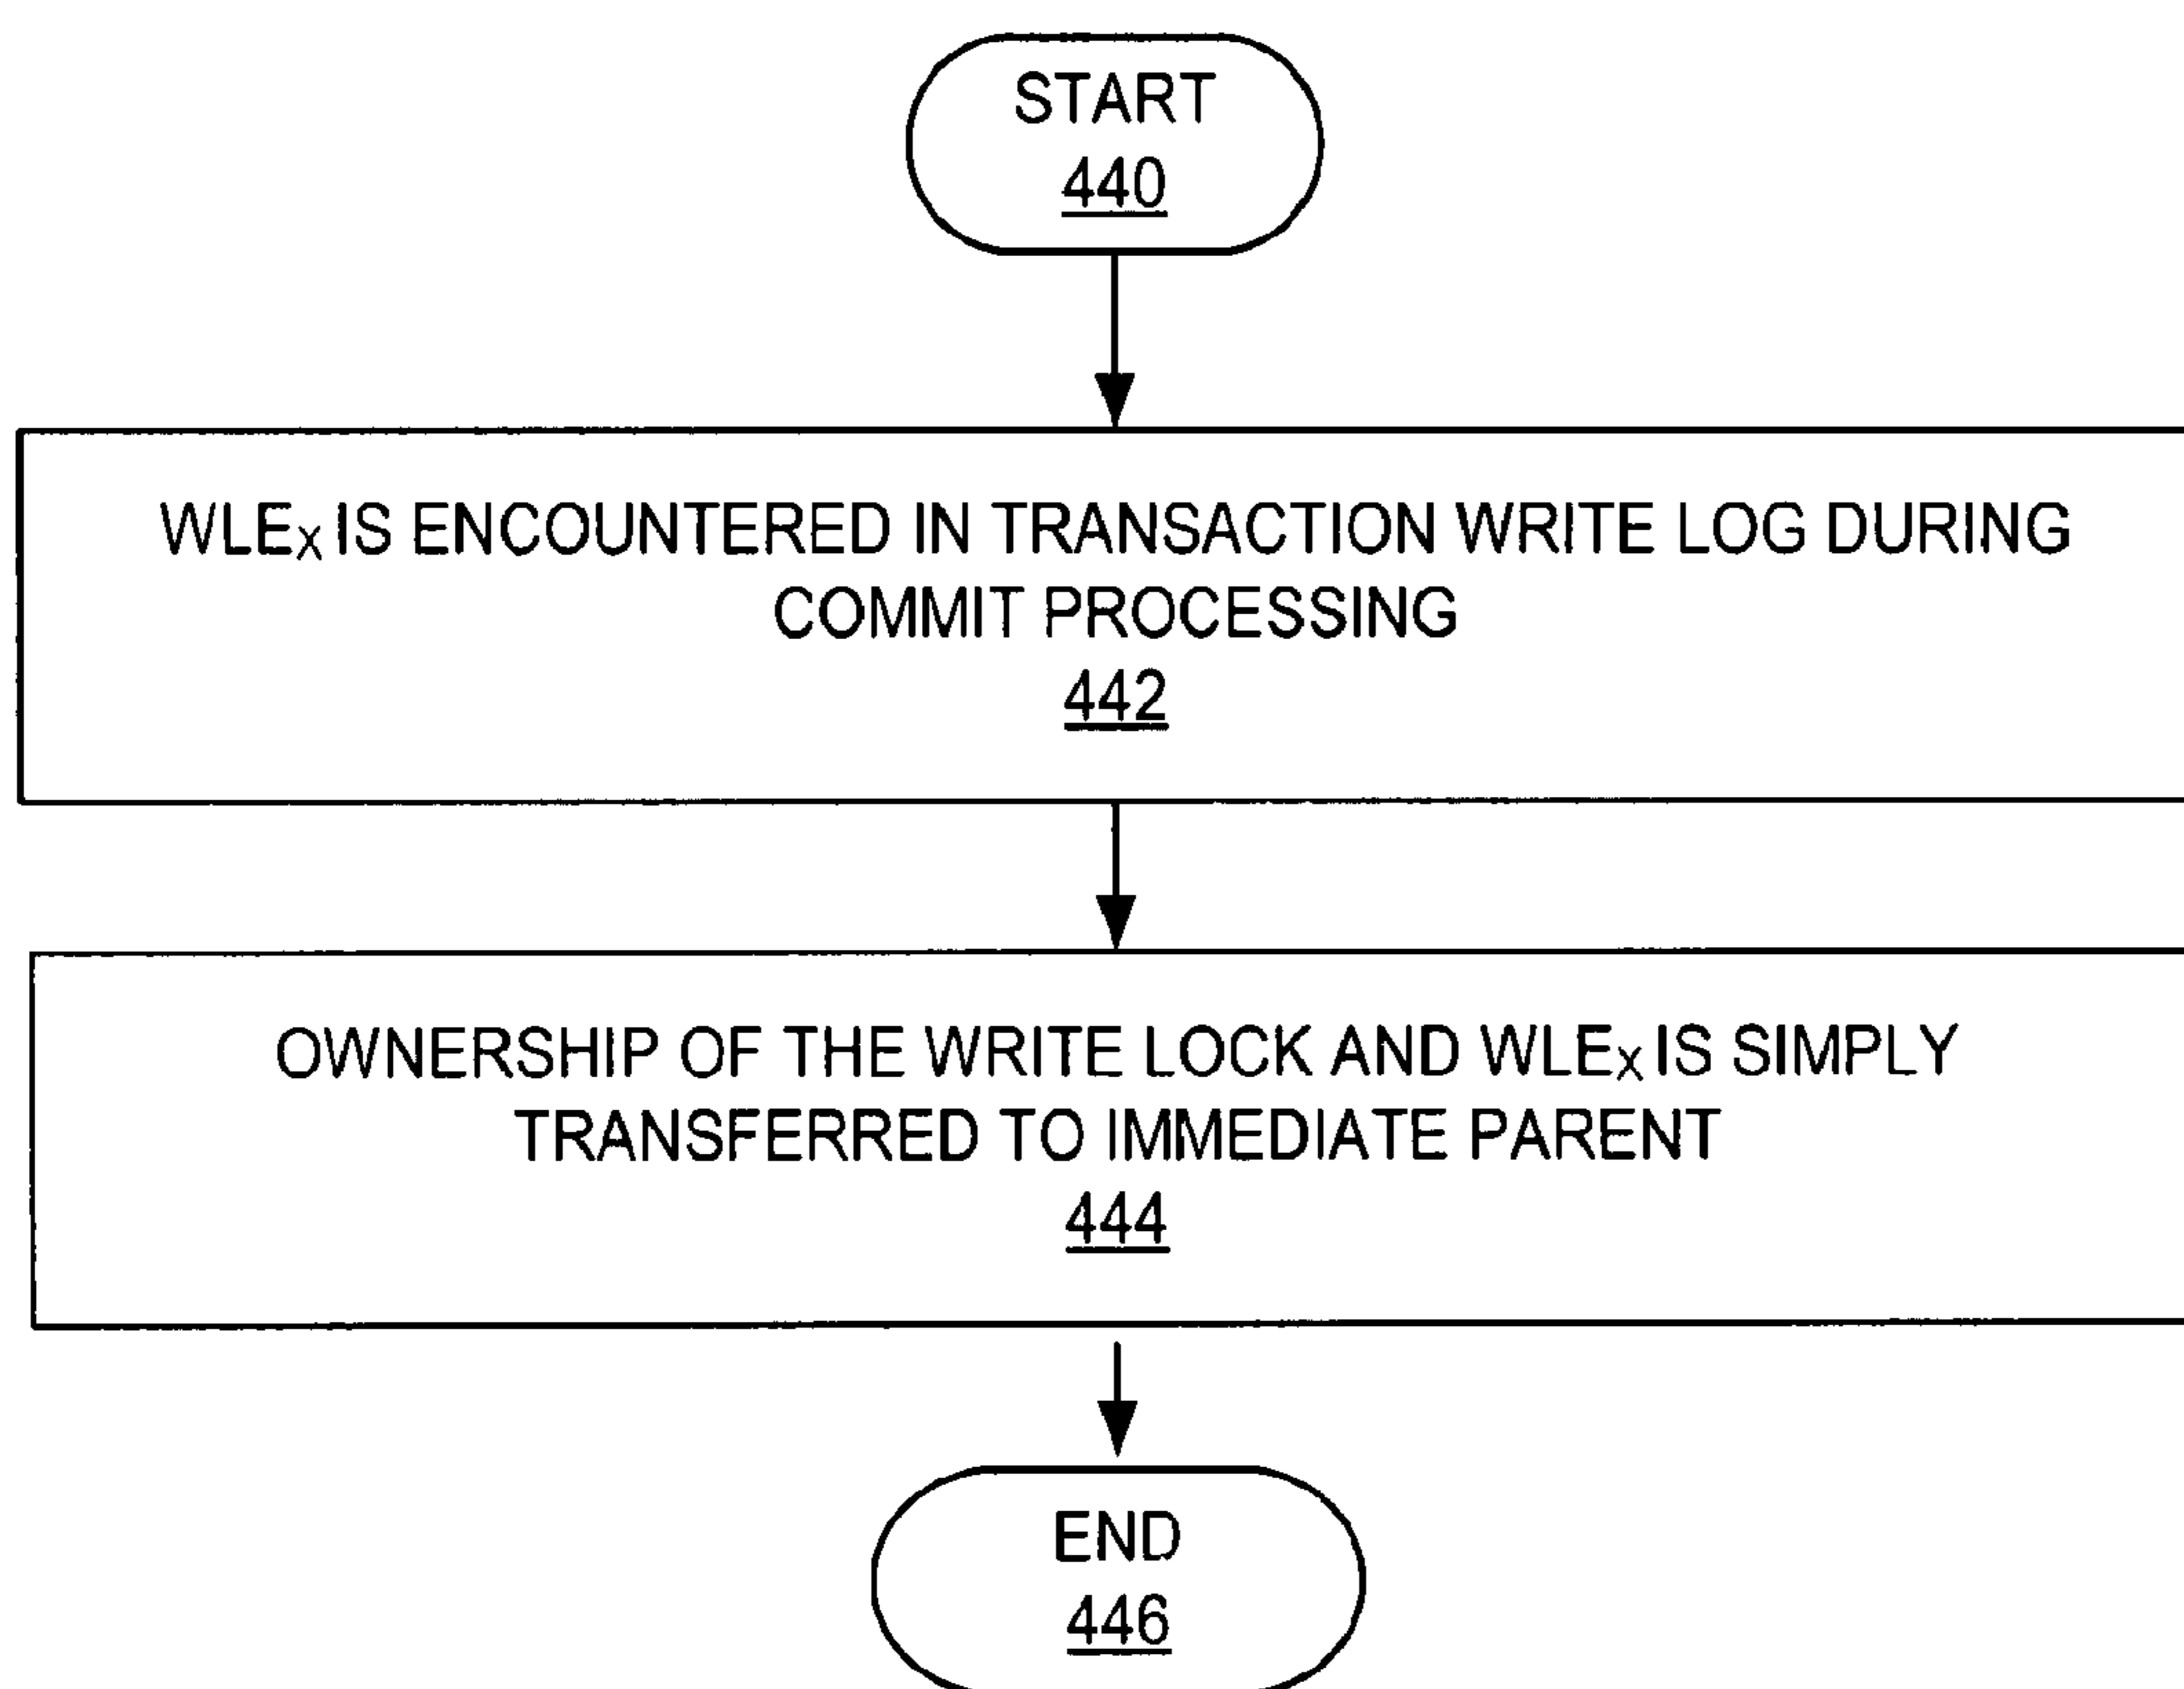 START
440
WLEX IS ENCOUNTERED IN TRANSACTION WRITE LOG DURING
COMMIT PROCESSING
442
OWNERSHIP OF THE WRITE LOCK AND WLEX IS SIMPLY
TRANSFERRED TO IMMEDIATE PARENT
444
END
446